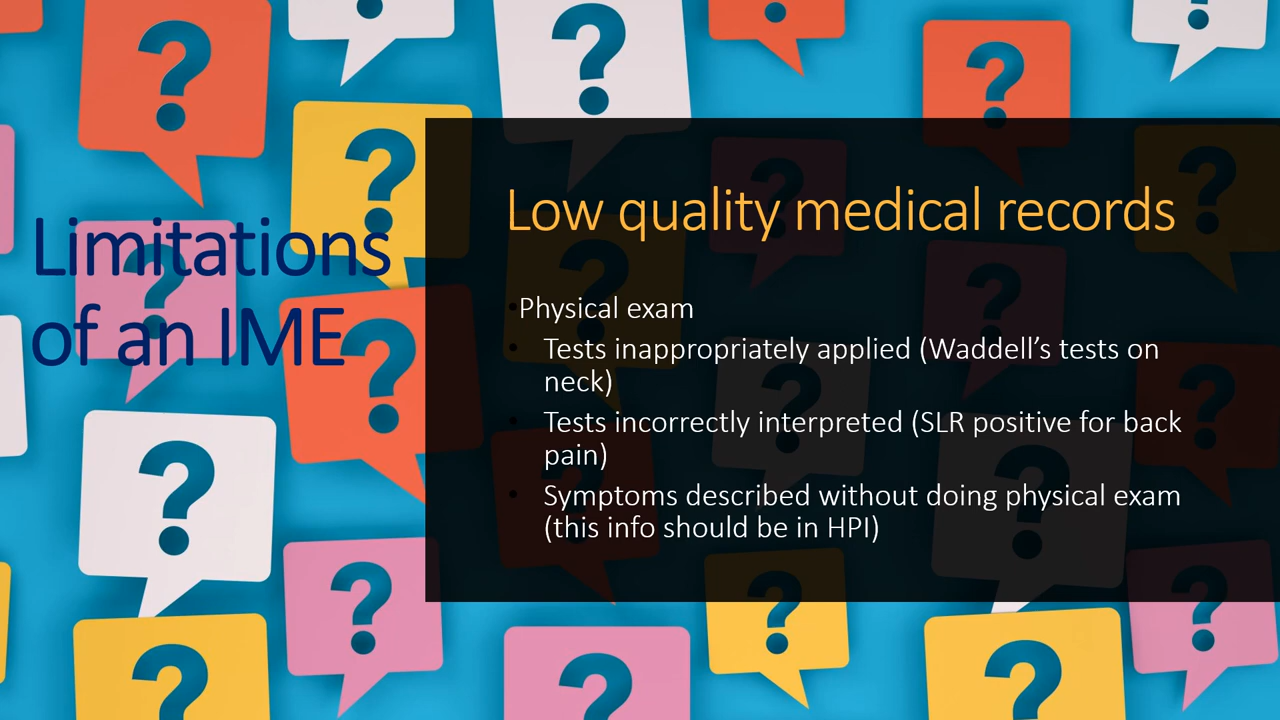 Limitations
of an IME
Low quality medical records
• Physical exam
• Tests inappropriately applied (Waddell’s tests on
neck)
• Tests incorrectly interpreted (SLR positive for back
pain)
• Symptoms described without doing physical exam
(this info should be in HPI)